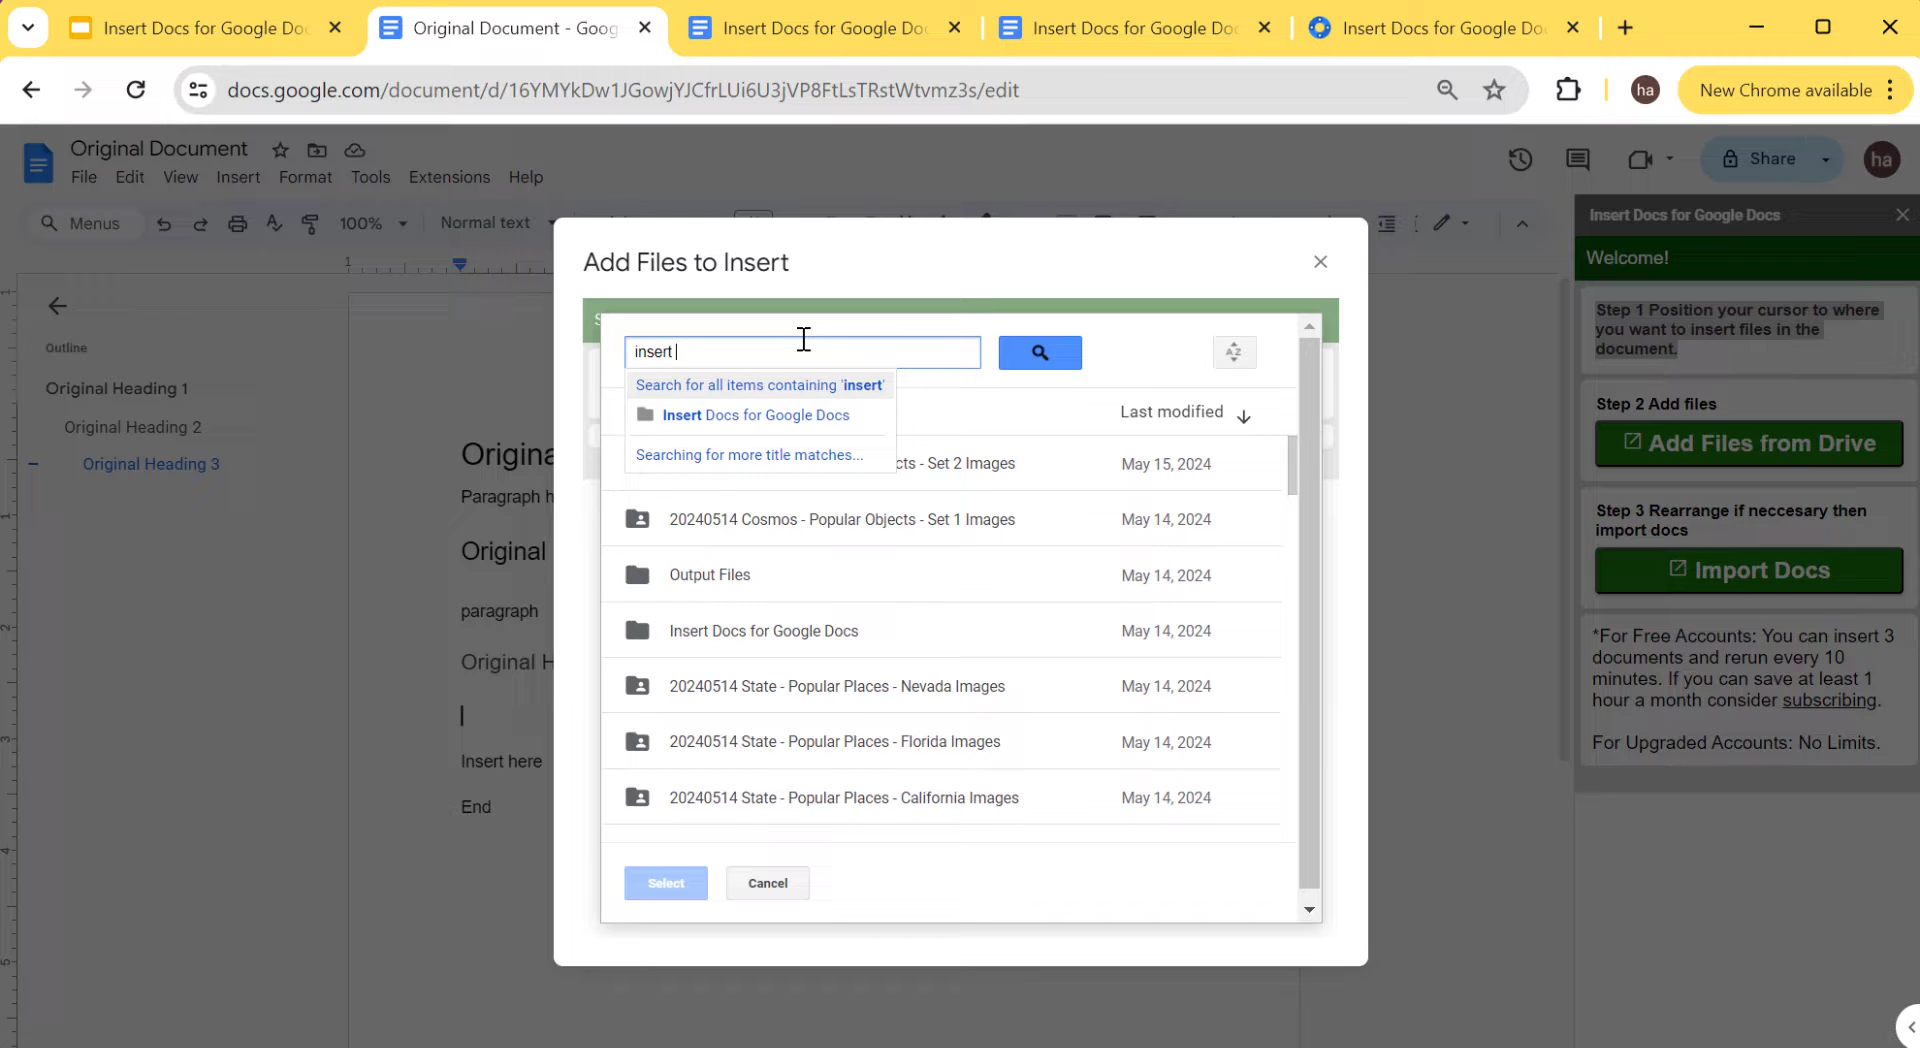 Insert Docs for Google Do
Original Document - Goog
Insert Docs for Google Do
Insert Docs for Google Do
Insert Docs for Google Do
docs.google.com/document/d/16YMYkDw1JGowjYJCfrLUi6U3jVP8FtLsTRstWtvmz3s/edit
ha
New Chrome available
Original Document
File Edit View Insert Format Tools Extensions Help
Share
ha
Menus
100%
Normal text
Insert Docs for Google Docs
Welcome!
Step 1 Position your cursor to where
you want to insert files in the
document.
Step 2 Add files
Add Files from Drive
Step 3 Rearrange if neccesary then
import docs
Import Docs
*For Free Accounts: You can insert 3
documents and rerun every 10
minutes. If you can save at least 1
hour a month consider subscribing.
For Upgraded Accounts: No Limits.
Outline
Original Heading 1
Original Heading 2
Original Heading 3
Origina
Paragraph h
Original
paragraph
Original H
Insert here
End
Add Files to Insert
S
insert
AZ
Search for all items containing 'insert'
Insert Docs for Google Docs
Searching for more title matches...
Last modified
cts - Set 2 Images May 15, 2024
20240514 Cosmos - Popular Objects - Set 1 Images May 14, 2024
Output Files May 14, 2024
Insert Docs for Google Docs May 14, 2024
20240514 State - Popular Places - Nevada Images May 14, 2024
20240514 State - Popular Places - Florida Images May 14, 2024
20240514 State - Popular Places - California Images May 14, 2024
Select
Cancel